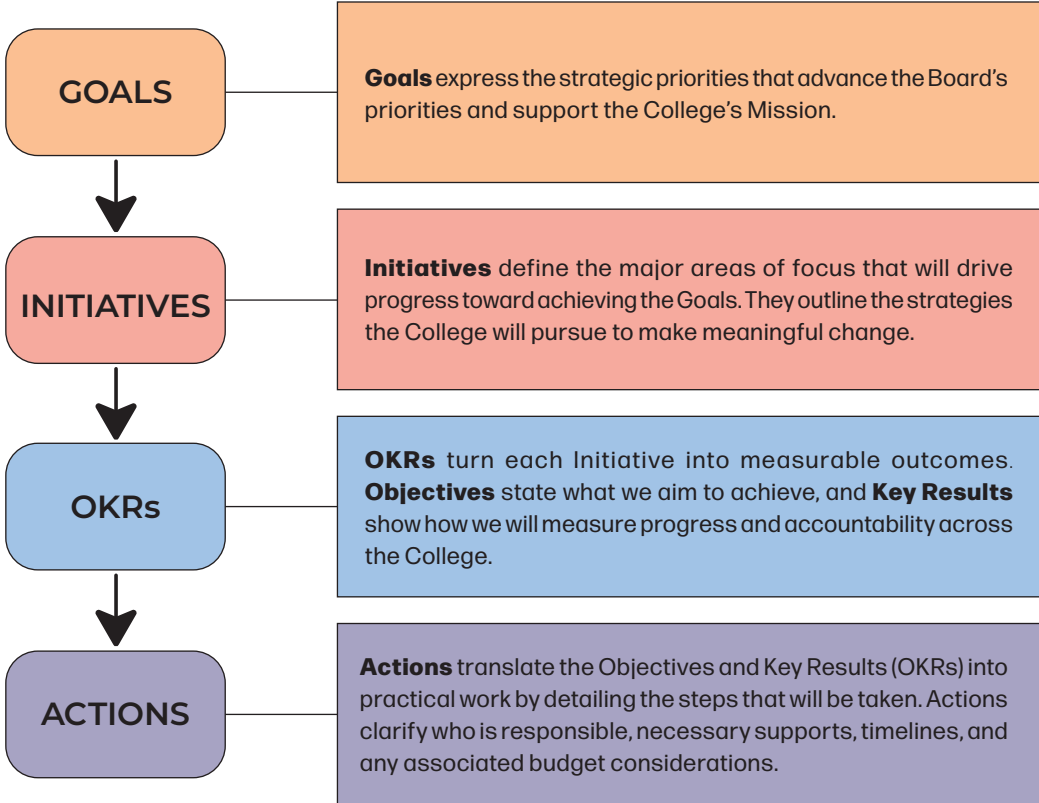 GOALS
Goals express the strategic priorities that advance the Board's
priorities and support the College's Mission.
INITIATIVES
Initiatives define the major areas of focus that will drive
progress toward achieving the Goals. They outline the strategies
the College will pursue to make meaningful change.
OKRs
OKRs turn each Initiative into measurable outcomes.
Objectives state what we aim to achieve, and Key Results
show how we will measure progress and accountability across
the College.
ACTIONS
Actions translate the Objectives and Key Results (OKRs) into
practical work by detailing the steps that will be taken. Actions
clarify who is responsible, necessary supports, timelines, and
any associated budget considerations.